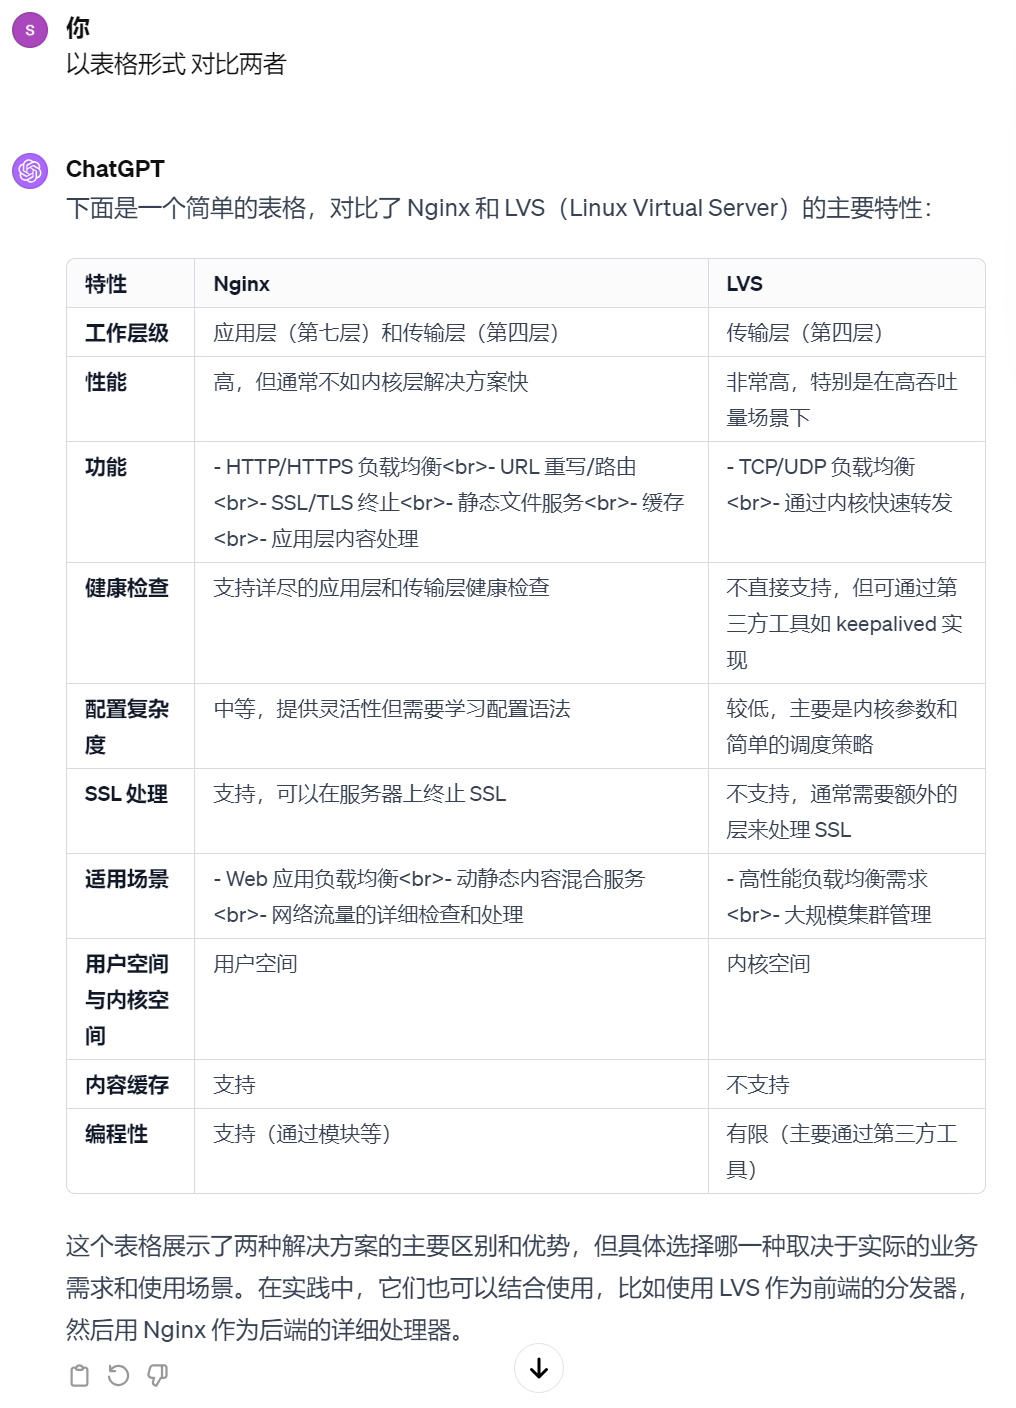 S
你
以表格形式 对比两者
ChatGPT
下面是一个简单的表格，对比了 Nginx 和 LVS（Linux Virtual Server）的主要特性：
特性 Nginx LVS
工作层级 应用层（第七层）和传输层（第四层） 传输层（第四层）
性能 高，但通常不如内核层解决方案快 非常高，特别是在高吞吐
量场景下
功能 - HTTP/HTTPS 负载均衡<br>- URL 重写/路由 - TCP/UDP 负载均衡
<br>- SSL/TLS 终止<br>- 静态文件服务<br>- 缓存 <br>- 通过内核快速转发
<br>- 应用层内容处理
健康检查 支持详尽的应用层和传输层健康检查 不直接支持，但可通过第
三方工具如 keepalived 实
现
配置复杂 中等，提供灵活性但需要学习配置语法 较低，主要是内核参数和
度 简单的调度策略
SSL 处理 支持，可以在服务器上终止 SSL 不支持，通常需要额外的
层来处理 SSL
适用场景 - Web 应用负载均衡<br>- 动静态内容混合服务 - 高性能负载均衡需求
<br>- 网络流量的详细检查和处理 <br>- 大规模集群管理
用户空间 用户空间 内核空间
与内核空
间
内容缓存 支持 不支持
编程性 支持（通过模块等） 有限（主要通过第三方工
具）
这个表格展示了两种解决方案的主要区别和优势，但具体选择哪一种取决于实际的业务
需求和使用场景。在实践中，它们也可以结合使用，比如使用 LVS 作为前端的分发器，
然后用 Nginx 作为后端的详细处理器。